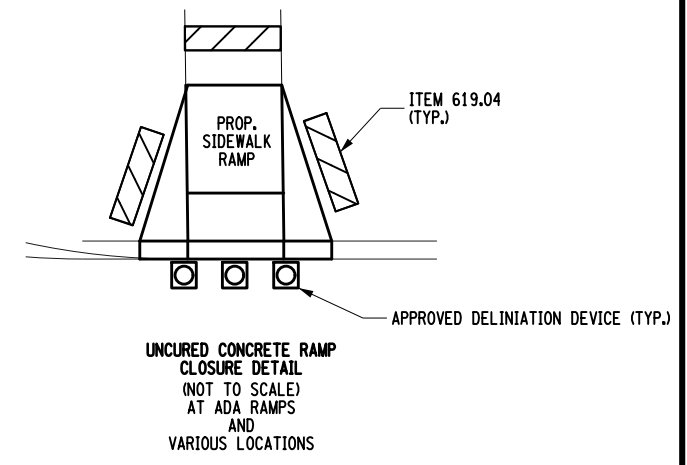 ITEM 619.04
(TYP.)
PROP.
SIDEWALK
RAMP
APPROVED DELINIATION DEVICE (TYP.)
UNCURED CONCRETE RAMP
CLOSURE DETAIL
(NOT TO SCALE)
AT ADA RAMPS
AND
VARIOUS LOCATIONS